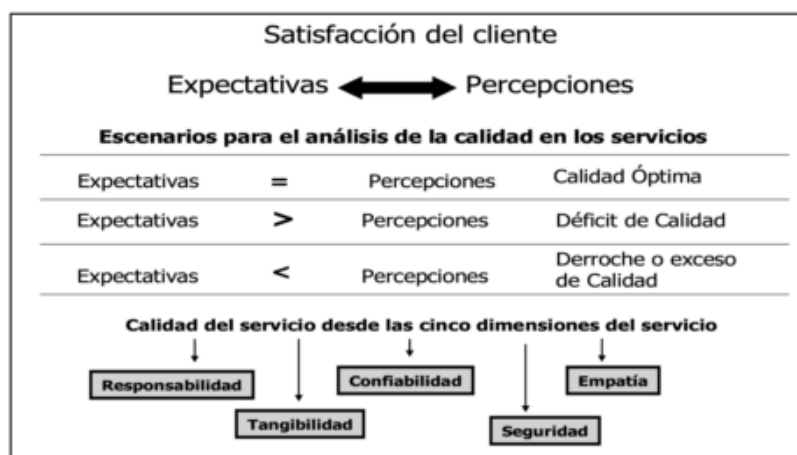 Satisfacción del cliente
Expectativas Percepciones
Escenarios para el análisis de la calidad en los servicios
Expectativas = Percepciones Calidad Óptima
Expectativas > Percepciones Déficit de Calidad
Expectativas < Percepciones Derroche o exceso
de Calidad
Calidad del servicio desde las cinco dimensiones del servicio
Responsabilidad Confiabilidad Empatía
Tangibilidad Seguridad